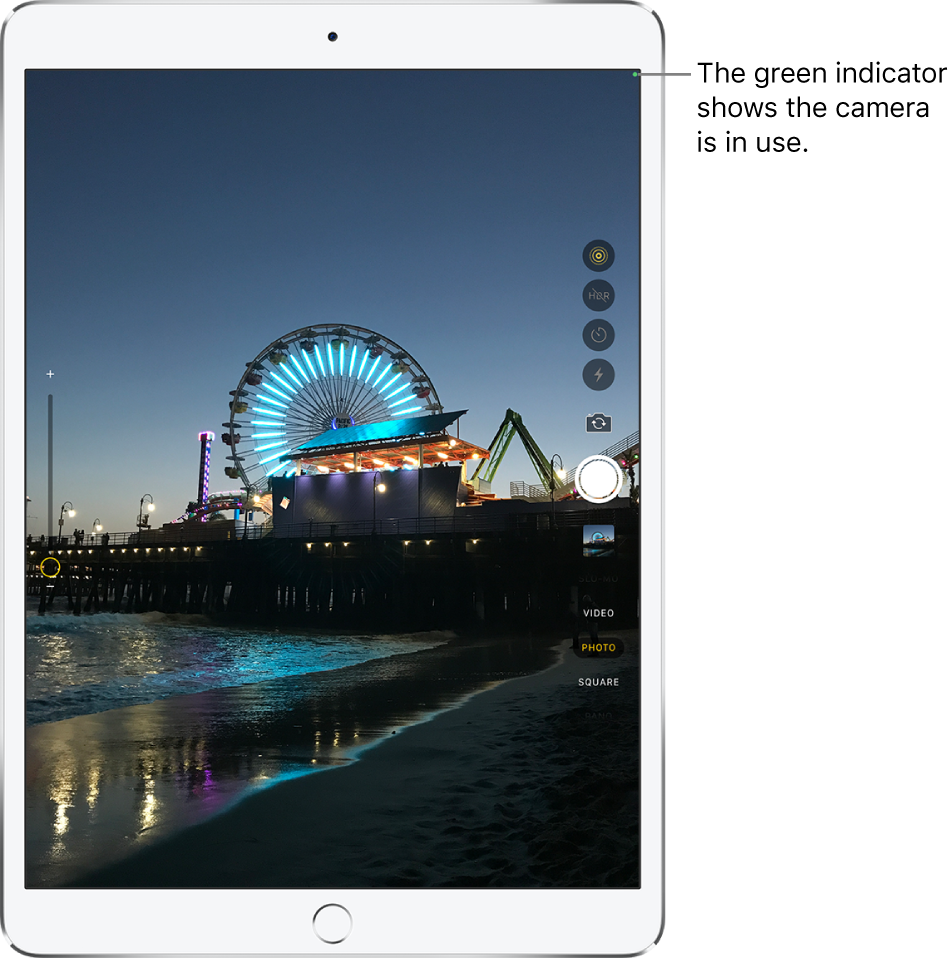 The green indicator
shows the camera
is in use.
HDR
SLO-MO
VIDEO
PHOTO
SQUARE
PANO